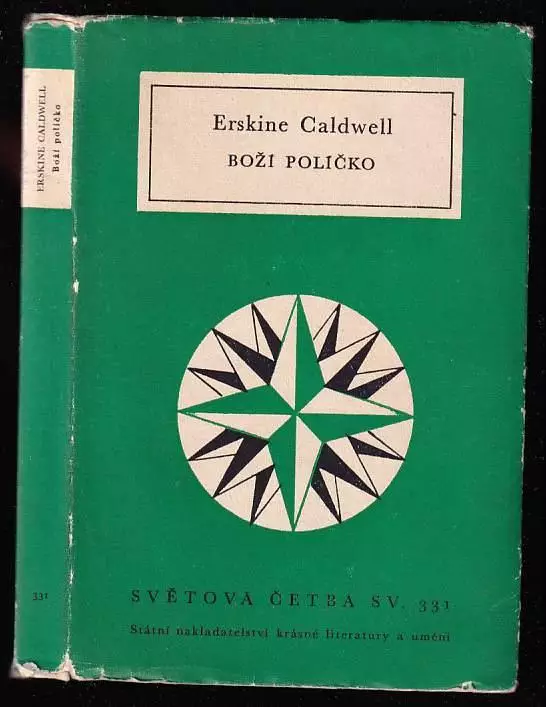 ERSKINE CALDWELL
Boží políčko
331
Erskine Caldwell
BOŽÍ POLÍČKO
SVĚTOVÁ ČETBA SV. 331
Státní nakladatelství krásné literatury a umění